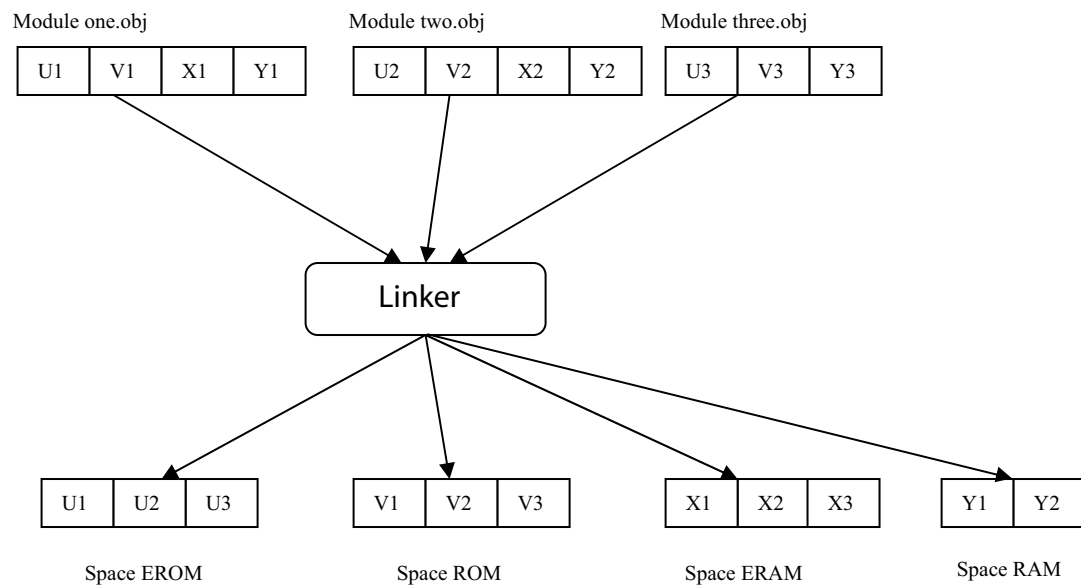 Module one.obj
Module two.obj
Module three.obj
U1 V1 X1 Y1
U2 V2 X2 Y2
U3 V3 Y3
Linker
U1 U2 U3
V1 V2 V3
X1 X2 X3
Y1 Y2
Space EROM
Space ROM
Space ERAM
Space RAM